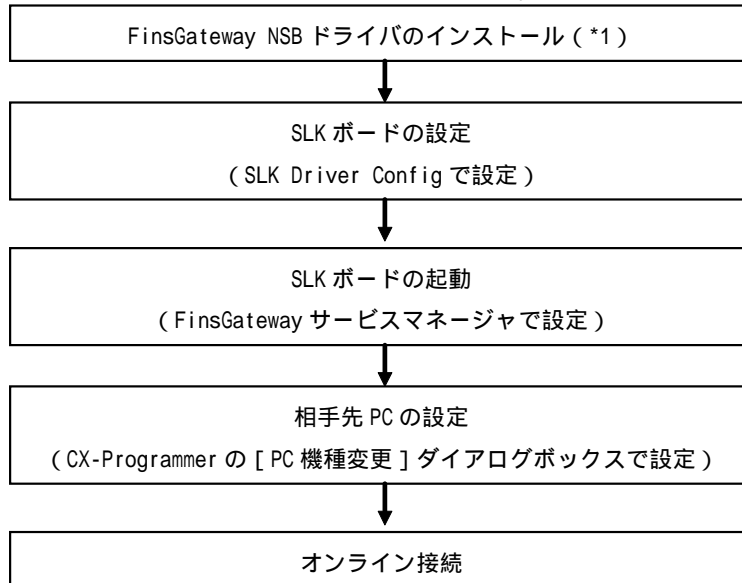 FinsGateway NSB ドライバのインストール(*1)
SLK ボードの設定
(SLK Driver Config で設定)
SLK ボードの起動
(FinsGateway サービスマネージャで設定)
相手先 PC の設定
(CX-Programmer の[PC 機種変更]ダイアログボックスで設定)
オンライン接続